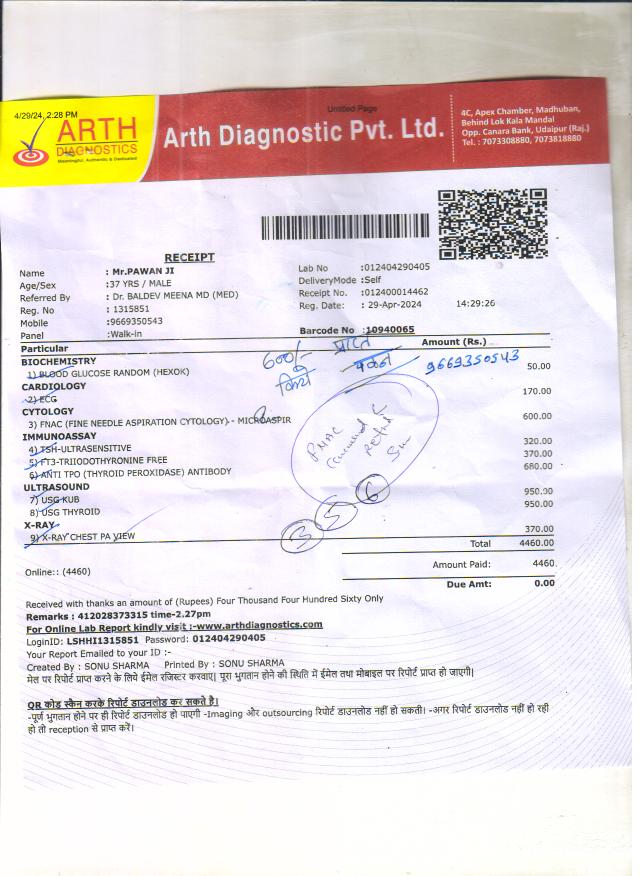 4/29/24, 2:28 PM
Untitled Page
ARTH
DIAGNOSTICS
Meaningful, Authentic & Dedicated
Arth Diagnostic Pvt. Ltd.
4C, Apex Chamber, Madhuban,
Behind Lok Kala Mandal
Opp. Canara Bank, Udaipur (Raj.)
Tel. : 7073308880, 7073818880
RECEIPT
Name : Mr.PAWAN JI
Age/Sex :37 YRS / MALE
Referred By : Dr. BALDEV MEENA MD (MED)
Reg. No : 1315851
Mobile :9669350543
Panel :Walk-in
Lab No :012404290405
DeliveryMode :Self
Receipt No. :012400014462
Reg. Date: : 29-Apr-2024 14:29:26
Barcode No :10940065
Particular Amount (Rs.)
600/- प्राप्त
किये
9669350543
BIOCHEMISTRY
1) BLOOD GLUCOSE RANDOM (HEXOK) 50.00
CARDIOLOGY
2) ECG 170.00
CYTOLOGY
3) FNAC (FINE NEEDLE ASPIRATION CYTOLOGY) - MICROASPIR 600.00
IMMUNOASSAY
4) TSH-ULTRASENSITIVE 320.00
5) FT3-TRIIODOTHYRONINE FREE 370.00
6) ANTI TPO (THYROID PEROXIDASE) ANTIBODY 680.00
ULTRASOUND
7) USG KUB 950.00
8) USG THYROID 950.00
X-RAY
9) X-RAY CHEST PA VIEW 370.00
FNAC
Refund
3 5 6
Total 4460.00
Online:: (4460)
Amount Paid: 4460.
Due Amt: 0.00
Received with thanks an amount of (Rupees) Four Thousand Four Hundred Sixty Only
Remarks : 412028373315 time-2.27pm
For Online Lab Report kindly visit :-www.arthdiagnostics.com
LoginID: LSHHI1315851 Password: 012404290405
Your Report Emailed to your ID :-
Created By : SONU SHARMA Printed By : SONU SHARMA
मेल पर रिपोर्ट प्राप्त करने के लिये ईमेल रजिस्टर करवाए। पूरा भुगतान होने की स्थिति में ईमेल तथा मोबाइल पर रिपोर्ट प्राप्त हो जाएगी।
QR कोड स्कैन करके रिपोर्ट डाउनलोड कर सकते है।
-पूर्ण भुगतान होने पर ही रिपोर्ट डाउनलोड हो पाएगी -Imaging और outsourcing रिपोर्ट डाउनलोड नहीं हो सकती। -अगर रिपोर्ट डाउनलोड नहीं हो रही
हो तो reception से प्राप्त करें।